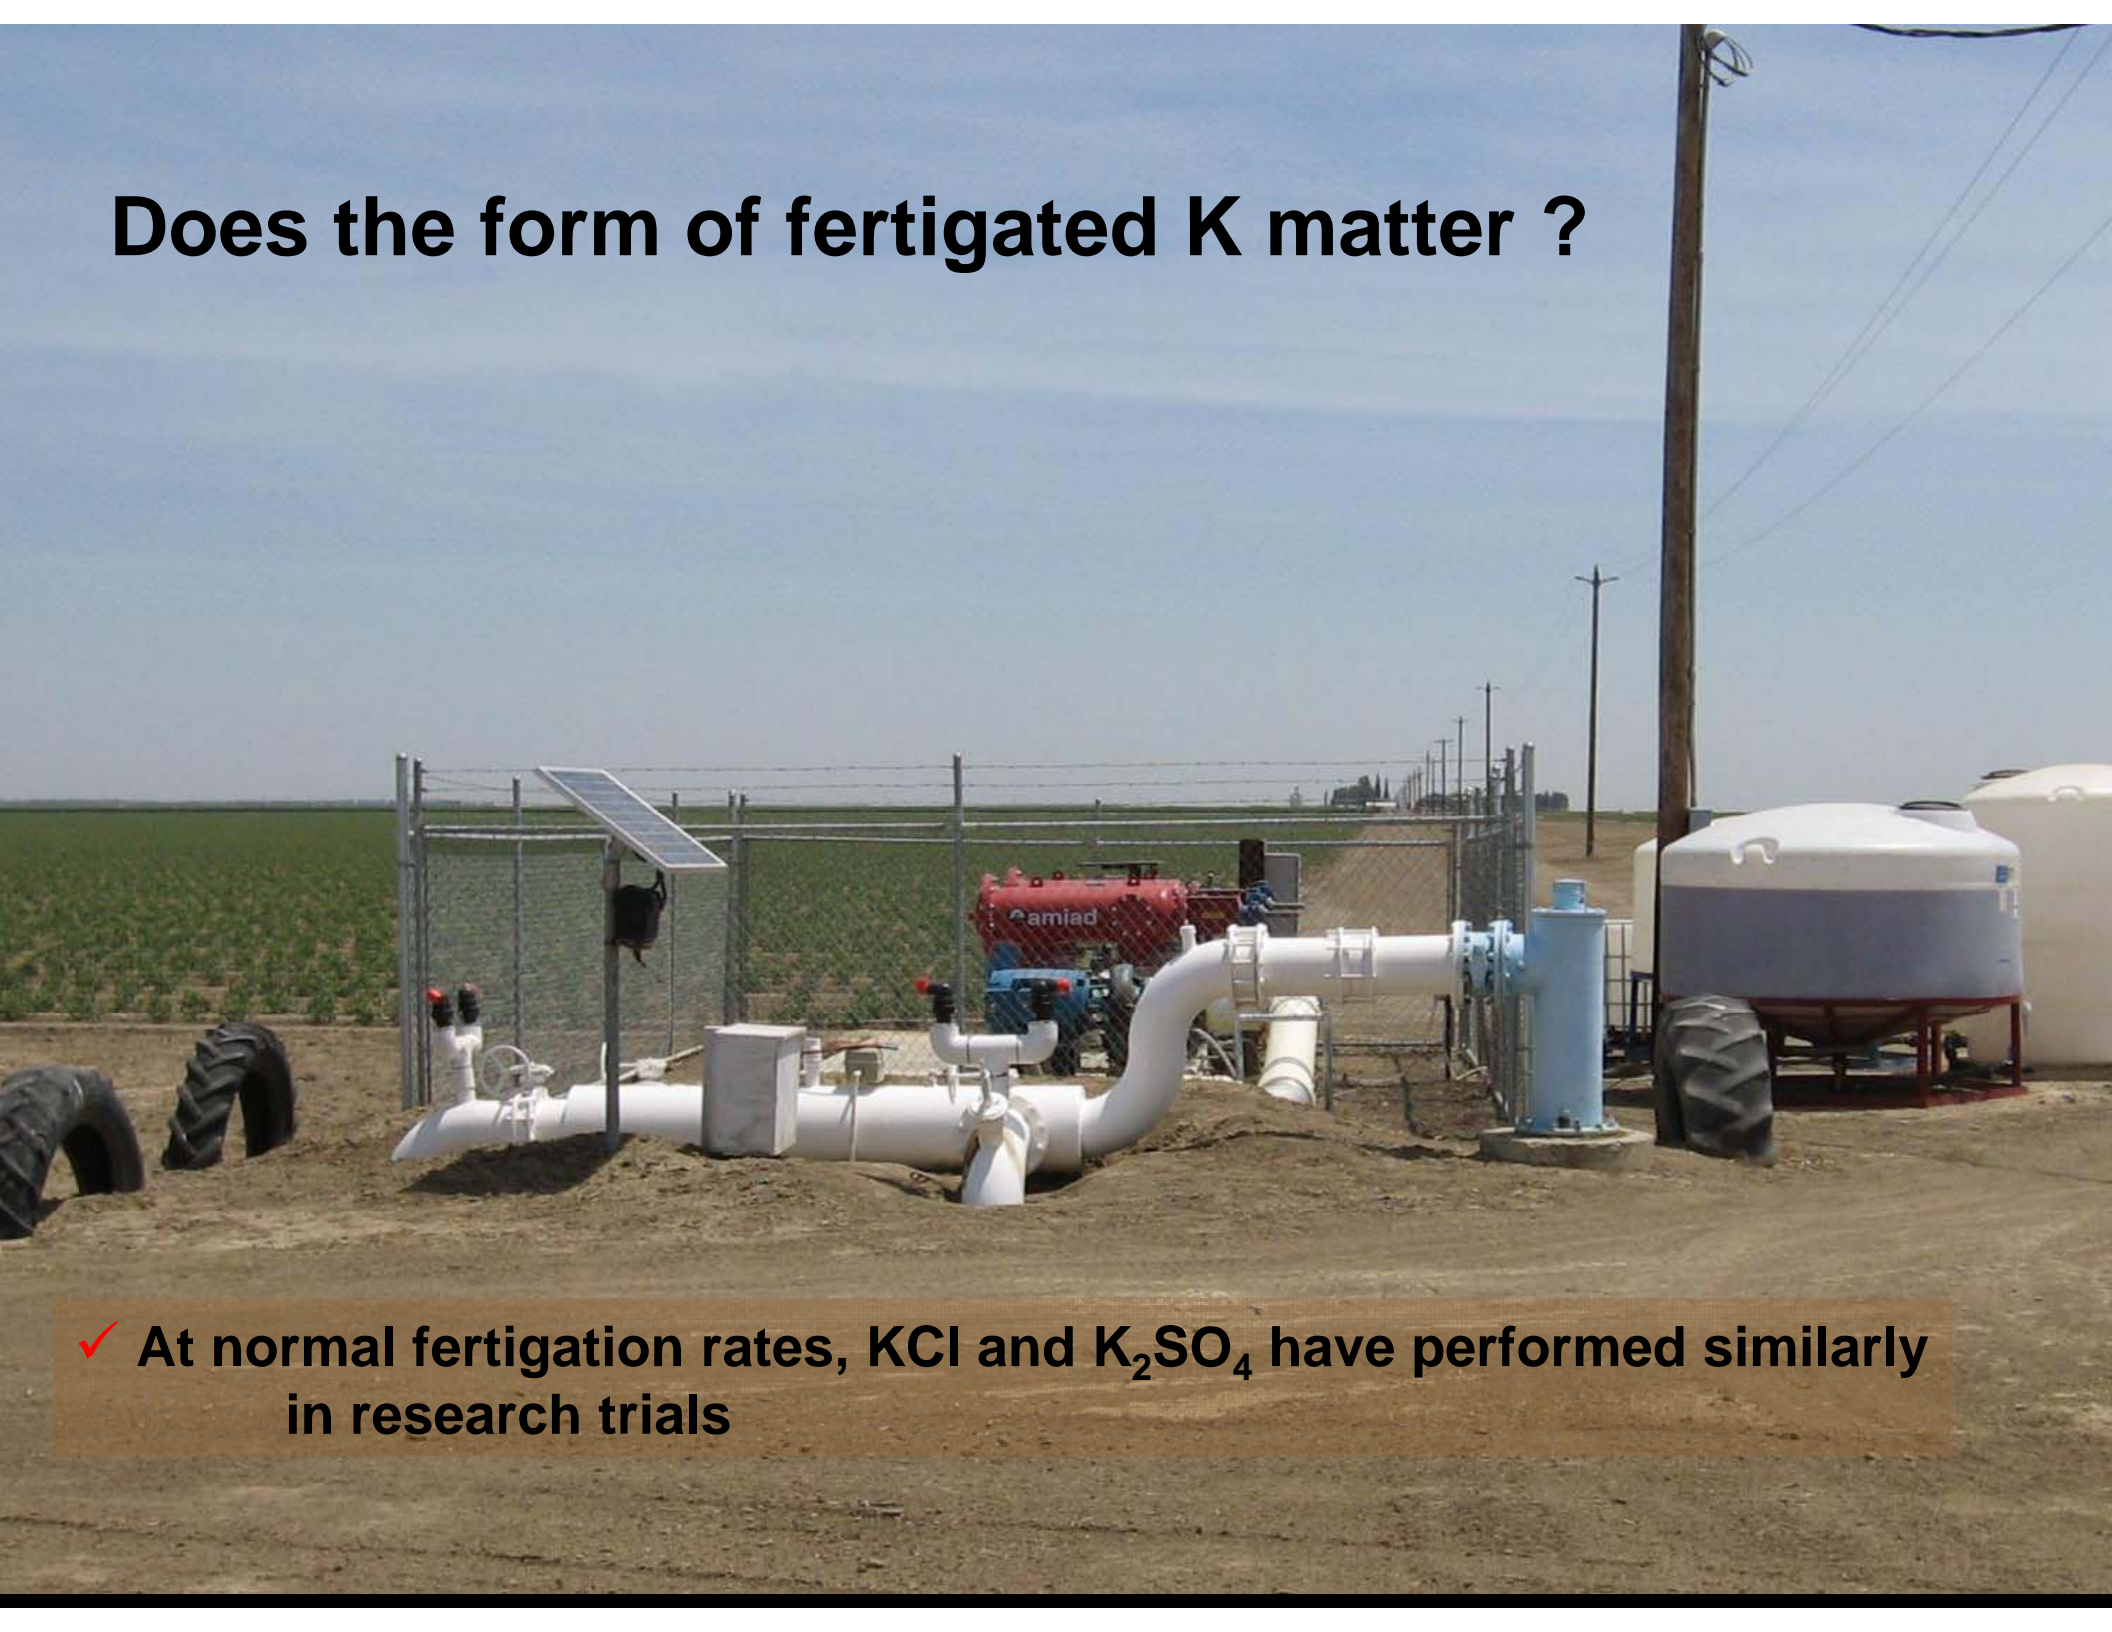 Does the form of fertigated K matter ?
amiad
✓ At normal fertigation rates, KCl and K₂SO₄ have performed similarly
in research trials